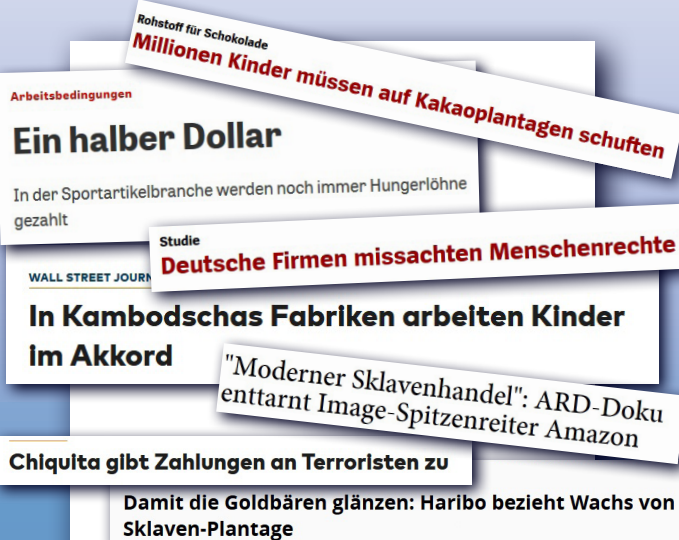 Rohstoff für Schokolade
Millionen Kinder müssen auf Kakaoplantagen schuften
Arbeitsbedingungen
Ein halber Dollar
In der Sportartikelbranche werden noch immer Hungerlöhne
gezahlt
Studie
Deutsche Firmen missachten Menschenrechte
WALL STREET JOURN
In Kambodschas Fabriken arbeiten Kinder
im Akkord
"Moderner Sklavenhandel": ARD-Doku
enttarnt Image-Spitzenreiter Amazon
Chiquita gibt Zahlungen an Terroristen zu
Damit die Goldbären glänzen: Haribo bezieht Wachs von
Sklaven-Plantage